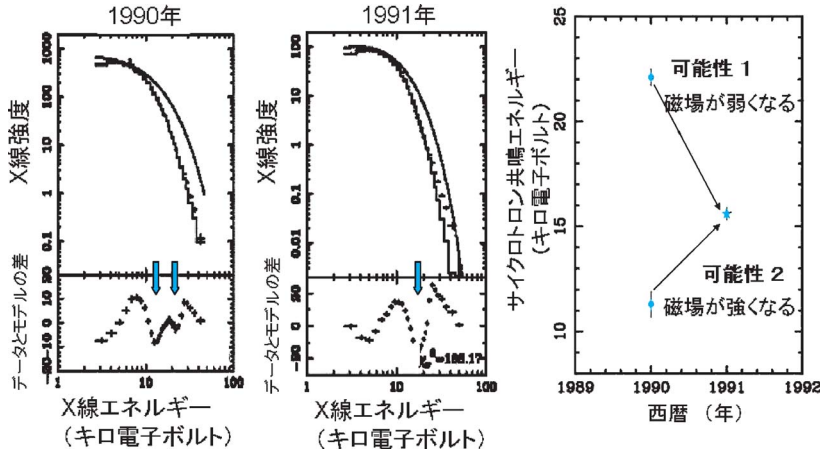 1990年
1000
100
10
1
0.1
X線強度
20
10
0
-10
-20
データとモデルの差
1
10
100
X線エネルギー
(キロ電子ボルト)
1991年
100
10
1
0.1
0.01
X線強度
データとモデルの差
1
10
100
X線エネルギー
(キロ電子ボルト)
サイクロトロン共鳴エネルギー
(キロ電子ボルト)
25
20
15
10
可能性 1
磁場が弱くなる
可能性 2
磁場が強くなる
1989
1990
1991
1992
西暦 (年)